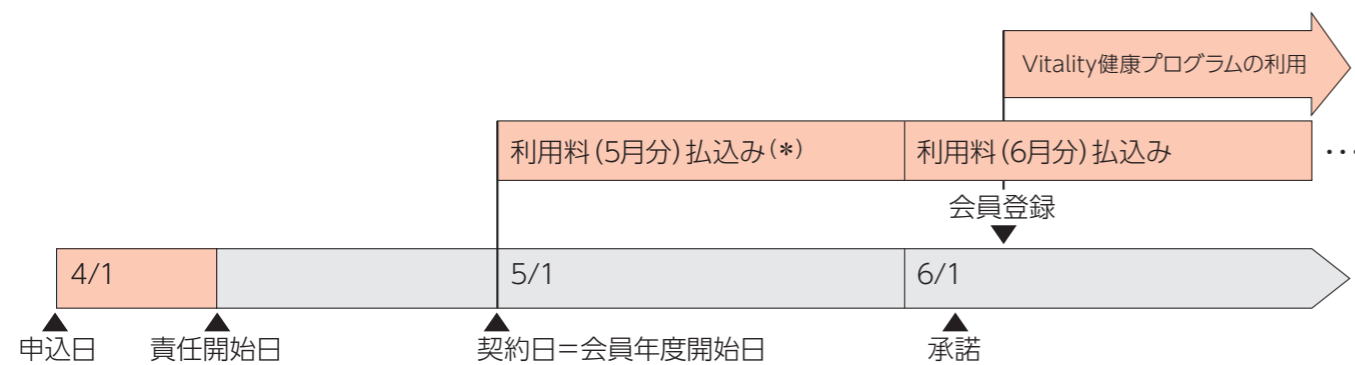 Vitality健康プログラムの利用
利用料(5月分)払込み(*)
利用料(6月分)払込み
…
会員登録
4/1
5/1
6/1
申込日
責任開始日
契約日=会員年度開始日
承諾